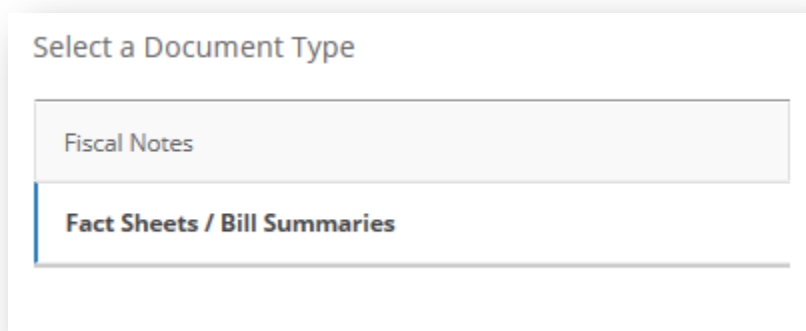 Select a Document Type
Fiscal Notes
Fact Sheets / Bill Summaries